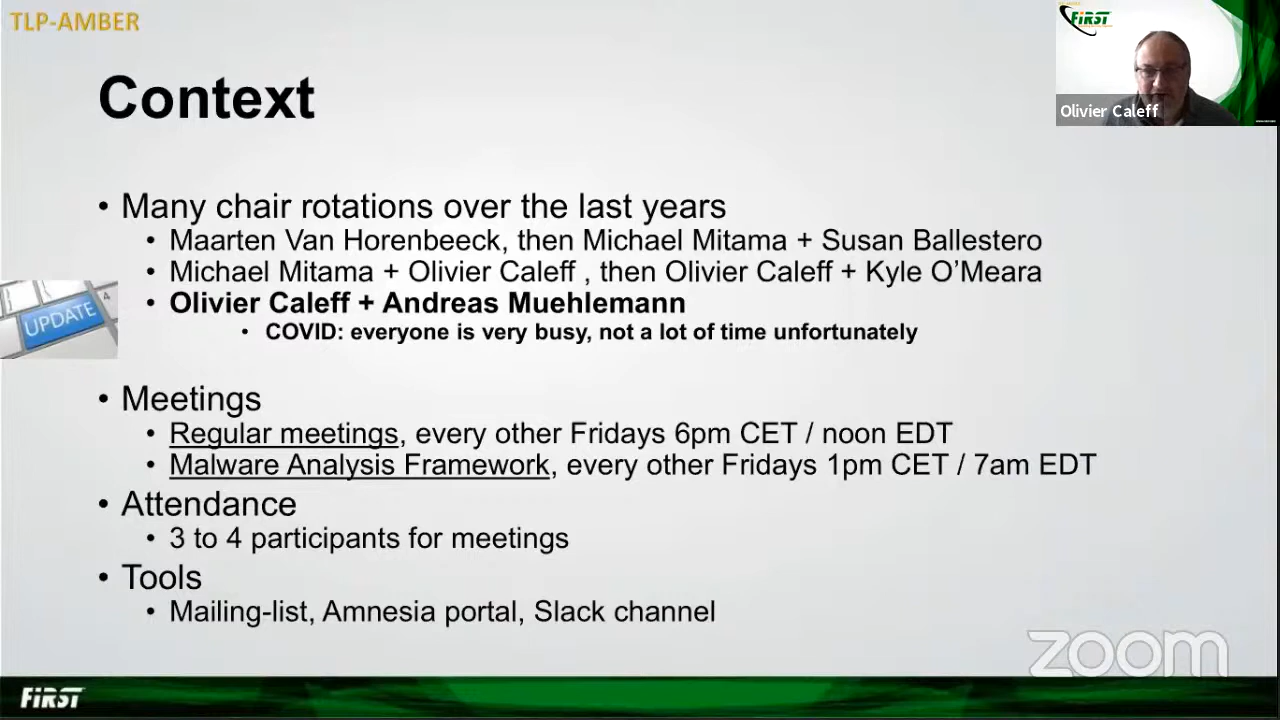 TLP-AMBER
FiRST
Olivier Caleff
Context
• Many chair rotations over the last years
• Maarten Van Horenbeeck, then Michael Mitama + Susan Ballestero
• Michael Mitama + Olivier Caleff , then Olivier Caleff + Kyle O’Meara
• Olivier Caleff + Andreas Muehlemann
• COVID: everyone is very busy, not a lot of time unfortunately
UPDATE
• Meetings
• Regular meetings, every other Fridays 6pm CET / noon EDT
• Malware Analysis Framework, every other Fridays 1pm CET / 7am EDT
• Attendance
• 3 to 4 participants for meetings
• Tools
• Mailing-list, Amnesia portal, Slack channel
zoom
FiRST